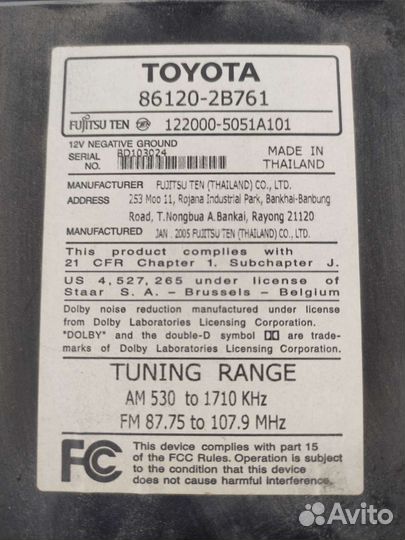 TOYOTA
86120-2B761
FUJITSU TEN 122000-5051A101
12V NEGATIVE GROUND
SERIAL NO. BD103024
MADE IN THAILAND
MANUFACTURER FUJITSU TEN (THAILAND) CO., LTD.
ADDRESS 253 Moo 11, Rojana Industrial Park, Bankhai-Banbung
Road, T.Nongbua A.Bankai, Rayong 21120
MANUFACTURED JAN . 2005 FUJITSU TEN (THAILAND) CO., LTD.
This product complies with
21 CFR Chapter 1. Subchapter J.
US 4,527,265 under license of
Staar S. A. – Brussels – Belgium
Dolby noise reduction manufactured under license
from Dolby Laboratories Licensing Corporation.
"DOLBY" and the double-D symbol are trade-
marks of Dolby Laboratories Licensing Corporation.
TUNING RANGE
AM 530 to 1710 KHz
FM 87.75 to 107.9 MHz
FC
This device complies with part 15
of the FCC Rules. Operation is subject
to the condition that this device
does not cause harmful Interference.
Avito